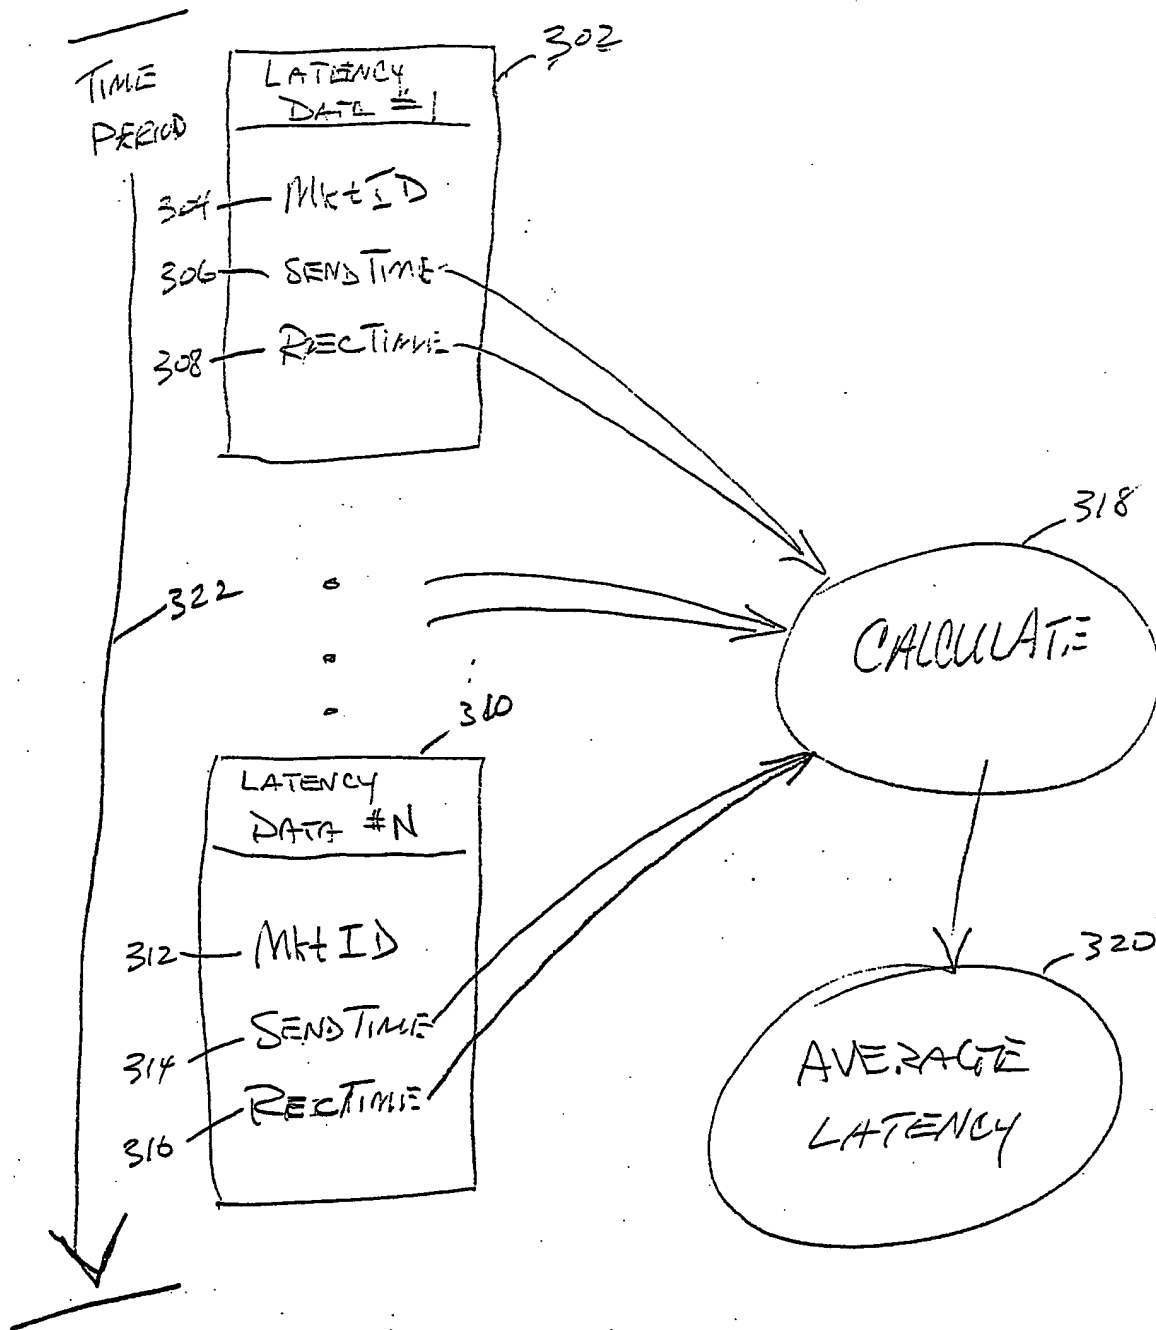 302
TIME
PERIOD
LATENCY
DATA #1
304
MktID
306
SENDTIME
308
RECTIME
318
322
CALCULATE
310
LATENCY
DATA #N
312
MktID
320
314
SENDTIME
AVERAGE
LATENCY
316
RECTIME